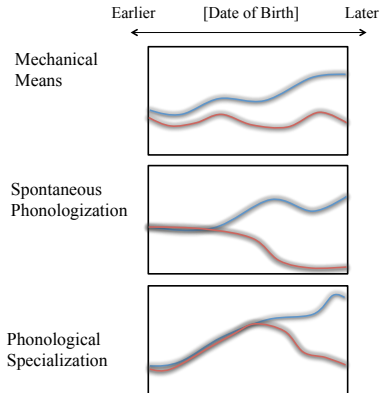 Earlier [Date of Birth] Later
Mechanical
Means
Spontaneous
Phonologization
Phonological
Specialization